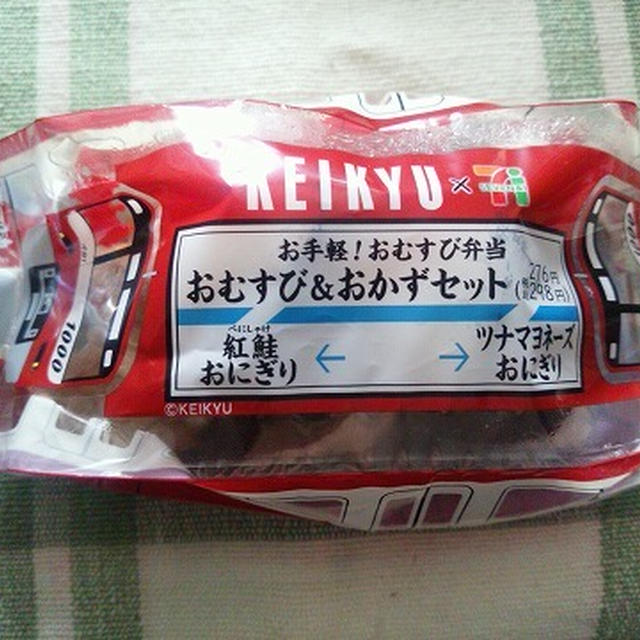 KEIKYU×7 ELEVEN
お手軽！おむすび弁当
おむすび&おかずセット
276円
(税込298円)
べにしゃけ
紅鮭 ← → ツナマヨネーズ
おにぎり おにぎり
©KEIKYU
1000